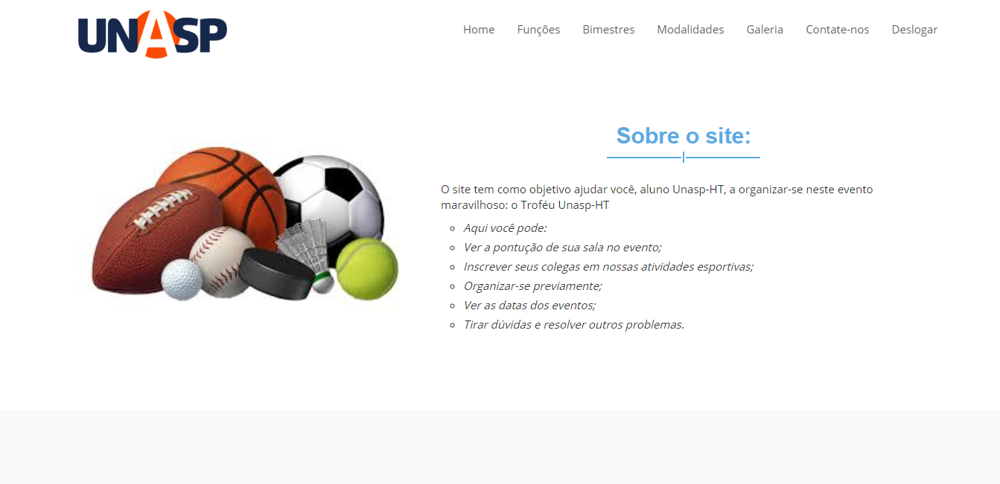 UNASP
Home Funções Bimestres Modalidades Galeria Contate-nos Deslogar
Sobre o site:
O site tem como objetivo ajudar você, aluno Unasp-HT, a organizar-se neste evento
maravilhoso: o Troféu Unasp-HT
Aqui você pode:
Ver a pontução de sua sala no evento;
Inscrever seus colegas em nossas atividades esportivas;
Organizar-se previamente;
Ver as datas dos eventos;
Tirar dúvidas e resolver outros problemas.